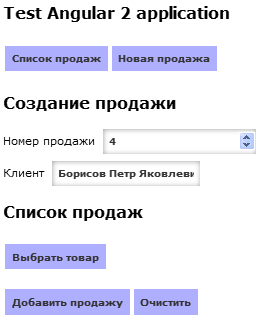 Test Angular 2 application
Список продаж Новая продажа
Создание продажи
Номер продажи 4
Клиент Борисов Петр Яковлеви
Список продаж
Выбрать товар
Добавить продажу Очистить